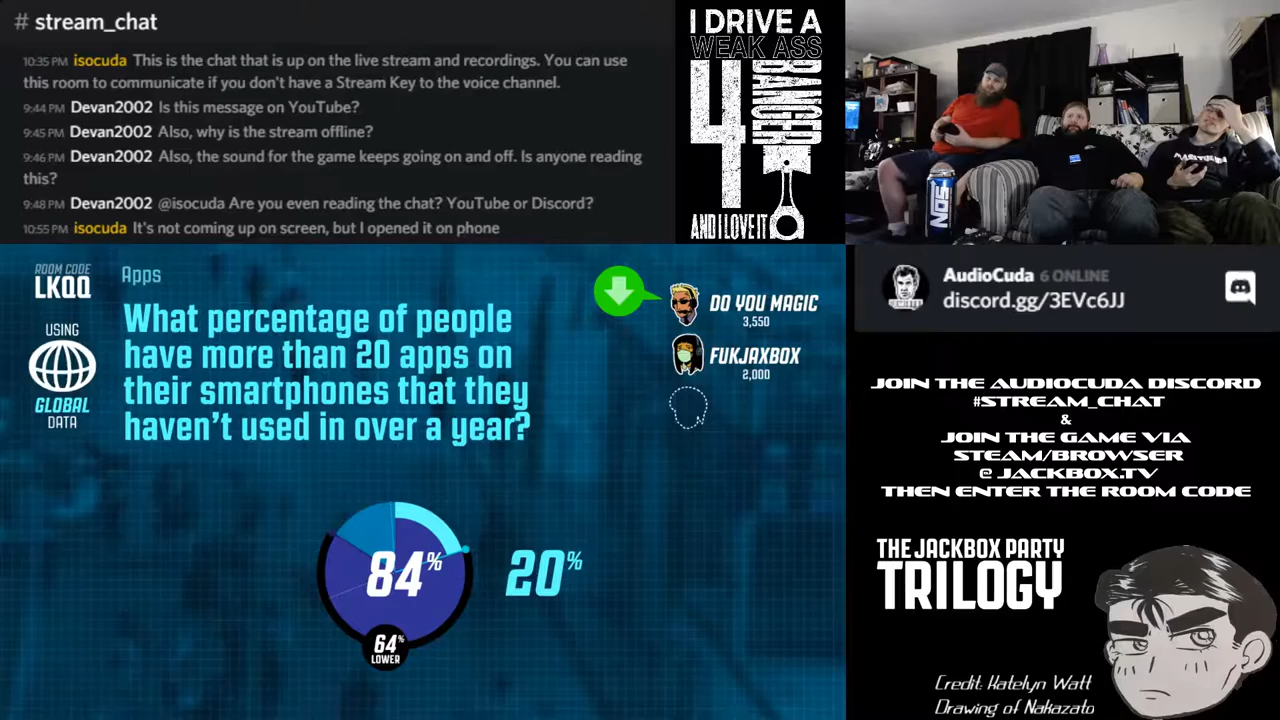 # stream_chat
10:35 PM isocuda This is the chat that is up on the live stream and recordings. You can use
this room communicate if you don't have a Stream Key to the voice channel.
9:44 PM Devan2002 Is this message on YouTube?
9:45 PM Devan2002 Also, why is the stream offline?
9:46 PM Devan2002 Also, the sound for the game keeps going on and off. Is anyone reading
this?
9:48 PM Devan2002 @isocuda Are you even reading the chat? YouTube or Discord?
10:55 PM isocuda It's not coming up on screen, but I opened it on phone
I DRIVE A
WEAK ASS
4
BANGER
AND I LOVE IT
NOS
ROOM CODE
LKQQ
USING
GLOBAL
DATA
Apps
What percentage of people
have more than 20 apps on
their smartphones that they
haven't used in over a year?
DO YOU MAGIC
3,550
FUKJAXBOX
2,000
84%
20%
64%
LOWER
AudioCuda 6 ONLINE
discord.gg/3EVc6JJ
JOIN THE AUDIOCUDA DISCORD
#STREAM_CHAT
&
JOIN THE GAME VIA
STEAM/BROWSER
@ JACKBOX.TV
THEN ENTER THE ROOM CODE
THE JACKBOX PARTY
TRILOGY
Credit: Katelyn Watt
Drawing of Nakazato